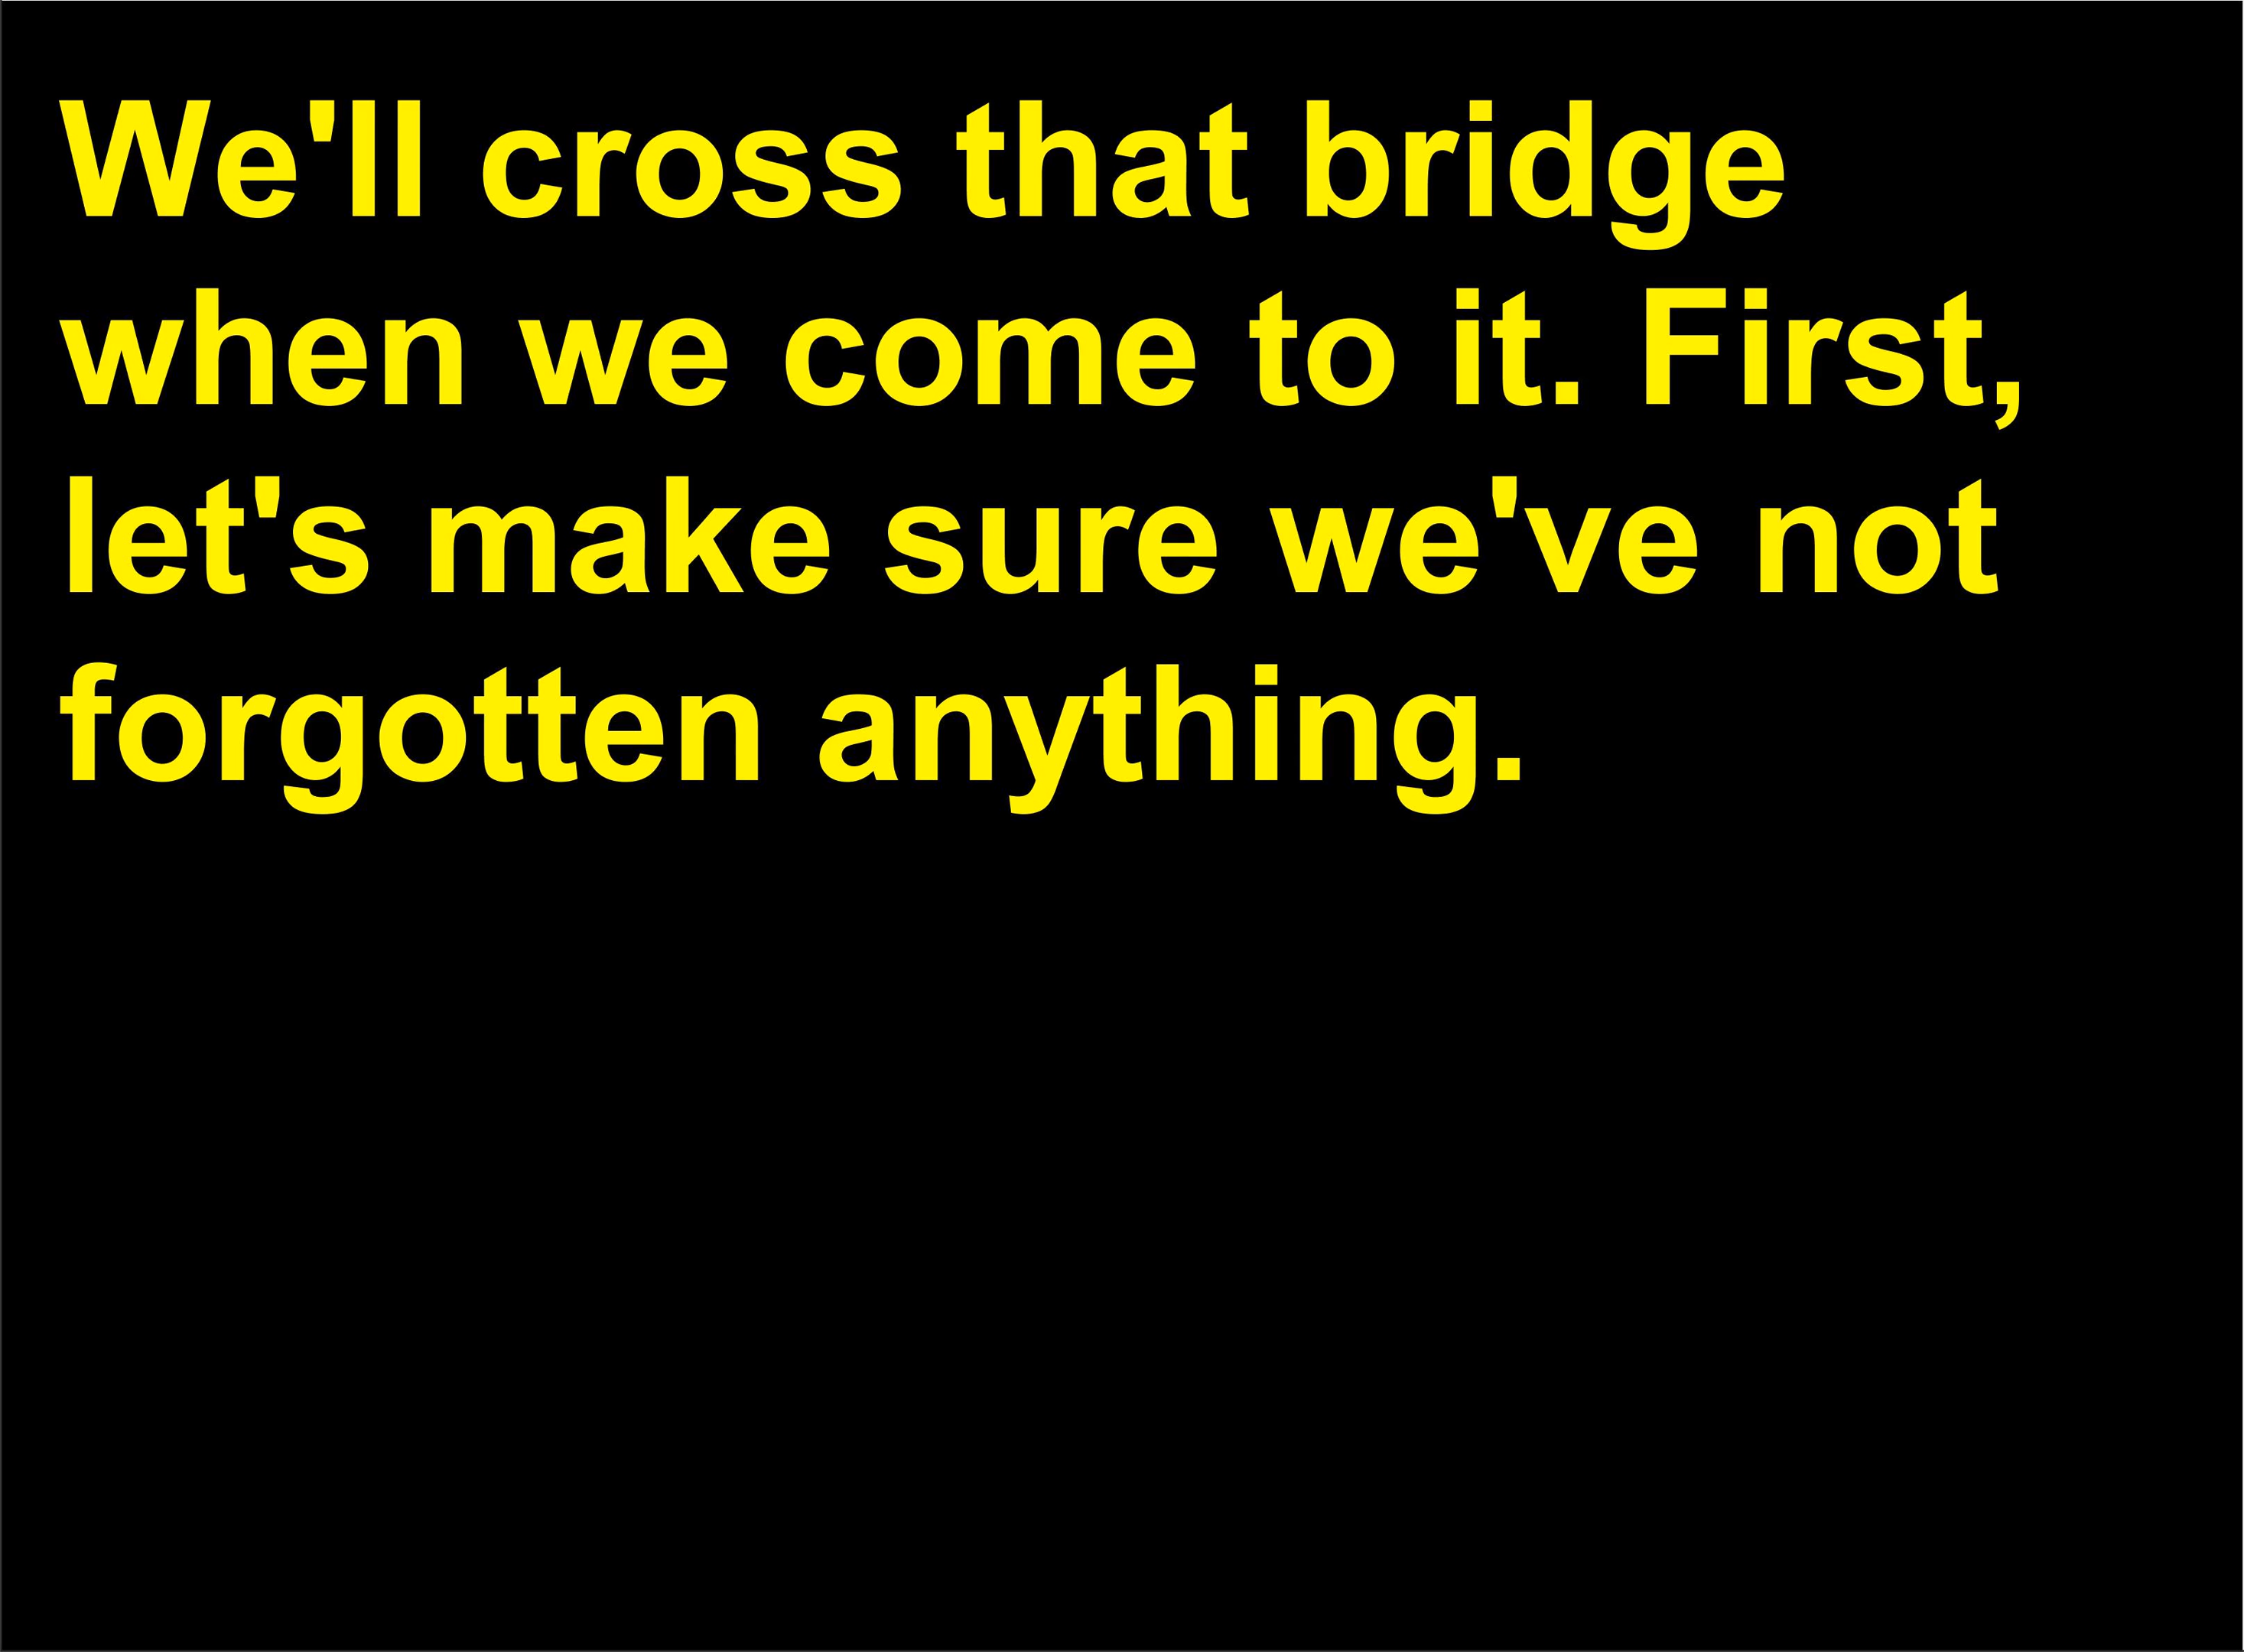 We'll cross that bridge
when we come to it. First,
let's make sure we've not
forgotten anything.